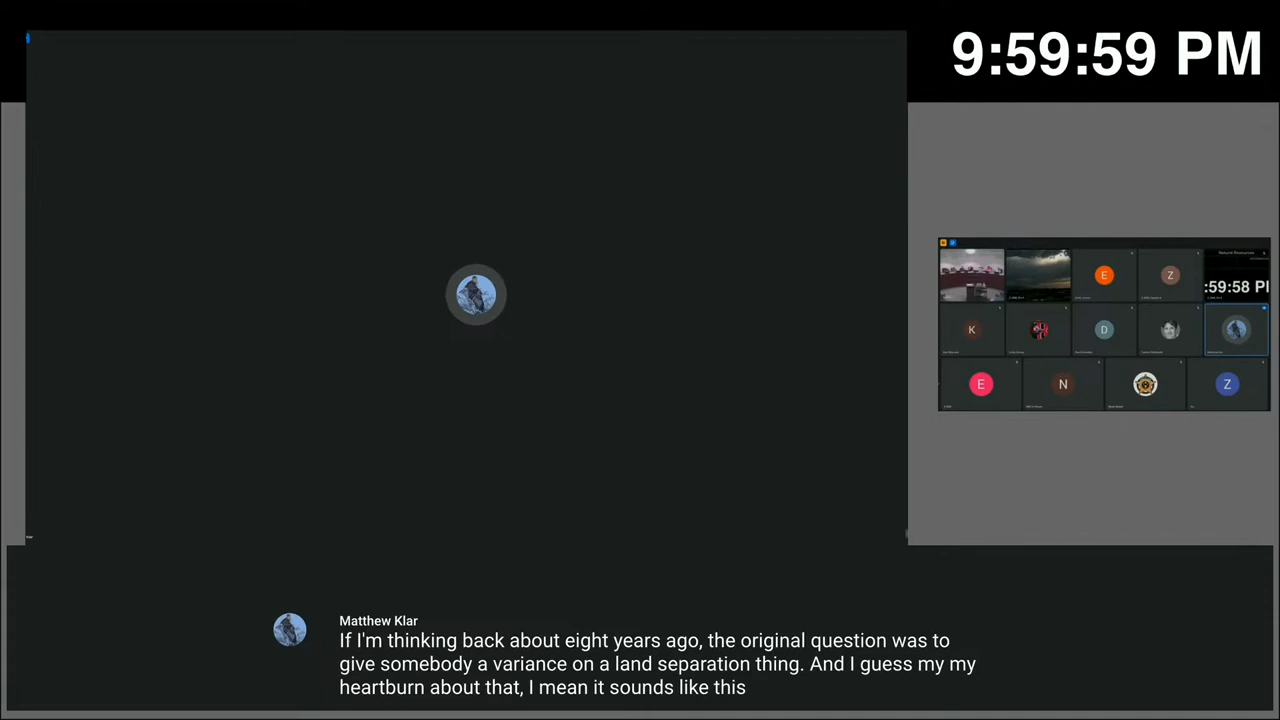 9:59:59 PM
Natural Resources
:59:58 PI
E
Z
K
D
E
N
Z
Matthew Klar
If I'm thinking back about eight years ago, the original question was to
give somebody a variance on a land separation thing. And I guess my my
heartburn about that, I mean it sounds like this